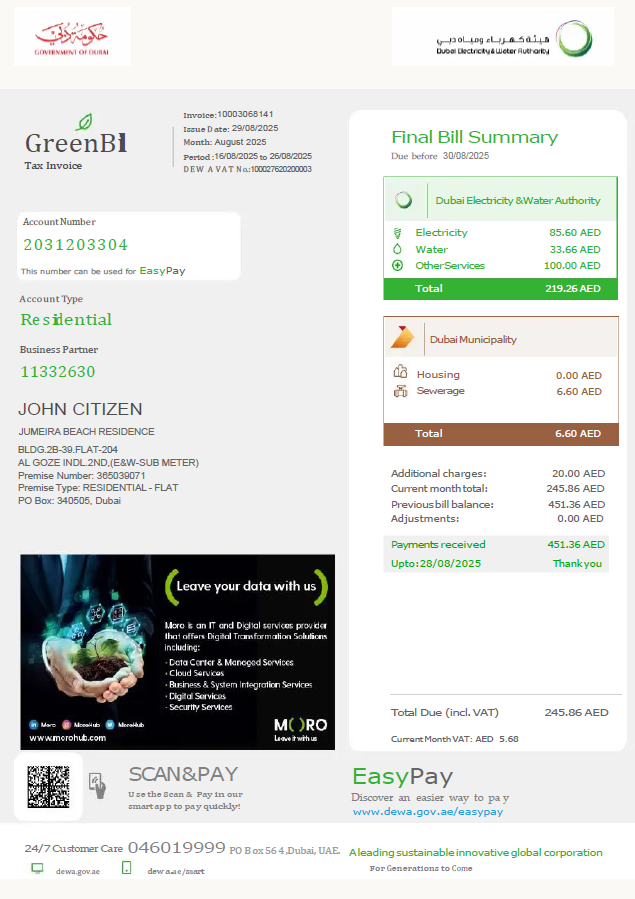 حكومة دبي
GOVERNMENT OF DUBAI
هيئة كهرباء ومياه دبي
Dubai Electricity & Water Authority
GreenBill
Tax Invoice
Invoice:10003068141
Issue Date: 29/08/2025
Month: August 2025
Period :16/08/2025 to 26/08/2025
DEWA VAT No.:100027620200003
Account Number
2031203304
This number can be used for EasyPay
Account Type
Residential
Business Partner
11332630
JOHN CITIZEN
JUMEIRA BEACH RESIDENCE
BLDG.2B-39.FLAT-204
AL GOZE INDL.2ND,(E&W-SUB METER)
Premise Number: 365039071
Premise Type: RESIDENTIAL - FLAT
PO Box: 340505, Dubai
Final Bill Summary
Due before 30/08/2025
Dubai Electricity &Water Authority
Electricity 85.60 AED
Water 33.66 AED
OtherServices 100.00 AED
Total 219.26 AED
Dubai Municipality
Housing 0.00 AED
Sewerage 6.60 AED
Total 6.60 AED
Additional charges: 20.00 AED
Current month total: 245.86 AED
Previous bill balance: 451.36 AED
Adjustments: 0.00 AED
Payments received 451.36 AED
Upto:28/08/2025 Thank you
Total Due (incl. VAT) 245.86 AED
Current Month VAT: AED 5.68
(Leave your data with us)
Moro is an IT and Digital services provider
that offers Digital Transformation Solutions
including:
· Data Center & Managed Services
· Cloud Services
· Business & System Integration Services
· Digital Services
· Security Services
Moro MoroHub MoroHub
www.morohub.com
MORO
Leave it with us
SCAN&PAY
Use the Scan & Pay in our
smart app to pay quickly!
EasyPay
Discover an easier way to pay
www.dewa.gov.ae/easypay
24/7 Customer Care 046019999 PO Box 564,Dubai, UAE.
dewa.gov.ae dewa.ae/smart
A leading sustainable innovative global corporation
For Generations to Come